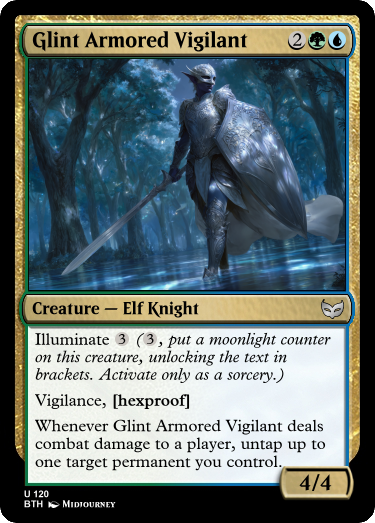 Glint Armored Vigilant 2
Creature — Elf Knight
Illuminate 3 (3, put a moonlight counter
on this creature, unlocking the text in
brackets. Activate only as a sorcery.)
Vigilance, [hexproof]
Whenever Glint Armored Vigilant deals
combat damage to a player, untap up to
one target permanent you control.
4/4
U 120
BTH Midjourney